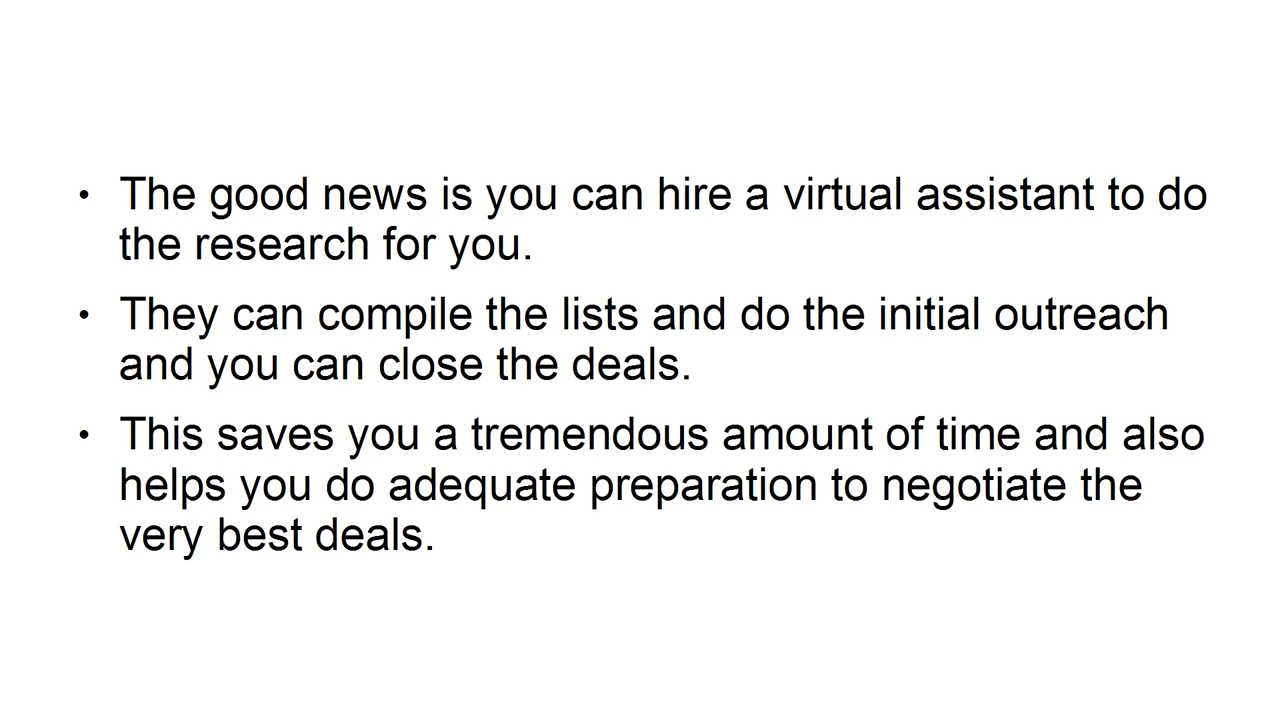 • The good news is you can hire a virtual assistant to do
the research for you.
• They can compile the lists and do the initial outreach
and you can close the deals.
• This saves you a tremendous amount of time and also
helps you do adequate preparation to negotiate the
very best deals.